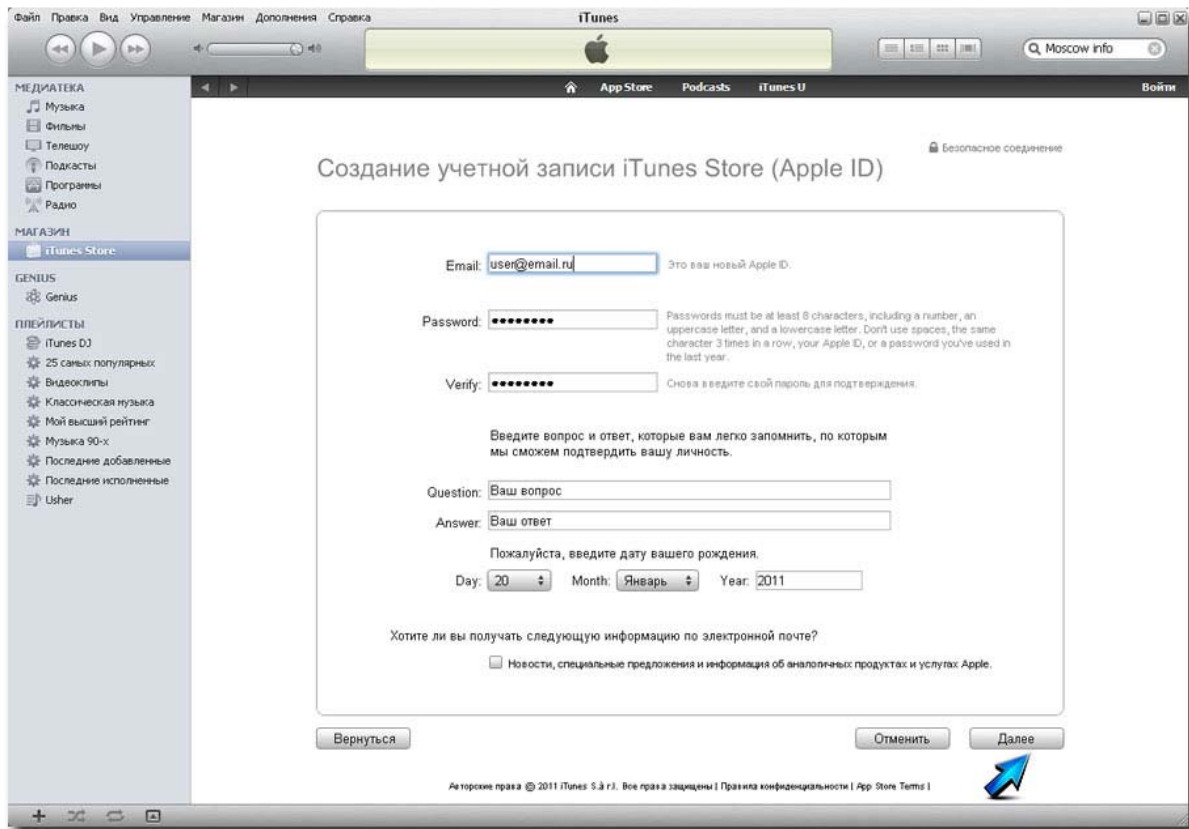 Файл Правка Вид Управление Магазин Дополнения Справка
iTunes
Moscow info
МЕДИАТЕКА
Музыка
Фильмы
Телешоу
Подкасты
Программы
Радио
МАГАЗИН
iTunes Store
GENIUS
Genius
ПЛЕЙЛИСТЫ
iTunes DJ
25 самых популярных
Видеоклипы
Классическая музыка
Мой высший рейтинг
Музыка 90-х
Последние добавленные
Последние исполненные
Usher
App Store Podcasts iTunes U Войти
Безопасное соединение
Создание учетной записи iTunes Store (Apple ID)
Email: user@email.ru Это ваш новый Apple ID.
Password: ••••••••
Passwords must be at least 8 characters, including a number, an
uppercase letter, and a lowercase letter. Don't use spaces, the same
character 3 times in a row, your Apple ID, or a password you've used in
the last year.
Verify: •••••••• Снова введите свой пароль для подтверждения.
Введите вопрос и ответ, которые вам легко запомнить, по которым
мы сможем подтвердить вашу личность.
Question: Ваш вопрос
Answer: Ваш ответ
Пожалуйста, введите дату вашего рождения.
Day: 20 Month: Январь Year: 2011
Хотите ли вы получать следующую информацию по электронной почте?
Новости, специальные предложения и информация об аналогичных продуктах и услугах Apple.
Вернуться Отменить Далее
Авторские права © 2011 iTunes S.à r.l. Все права защищены | Правила конфиденциальности | App Store Terms |